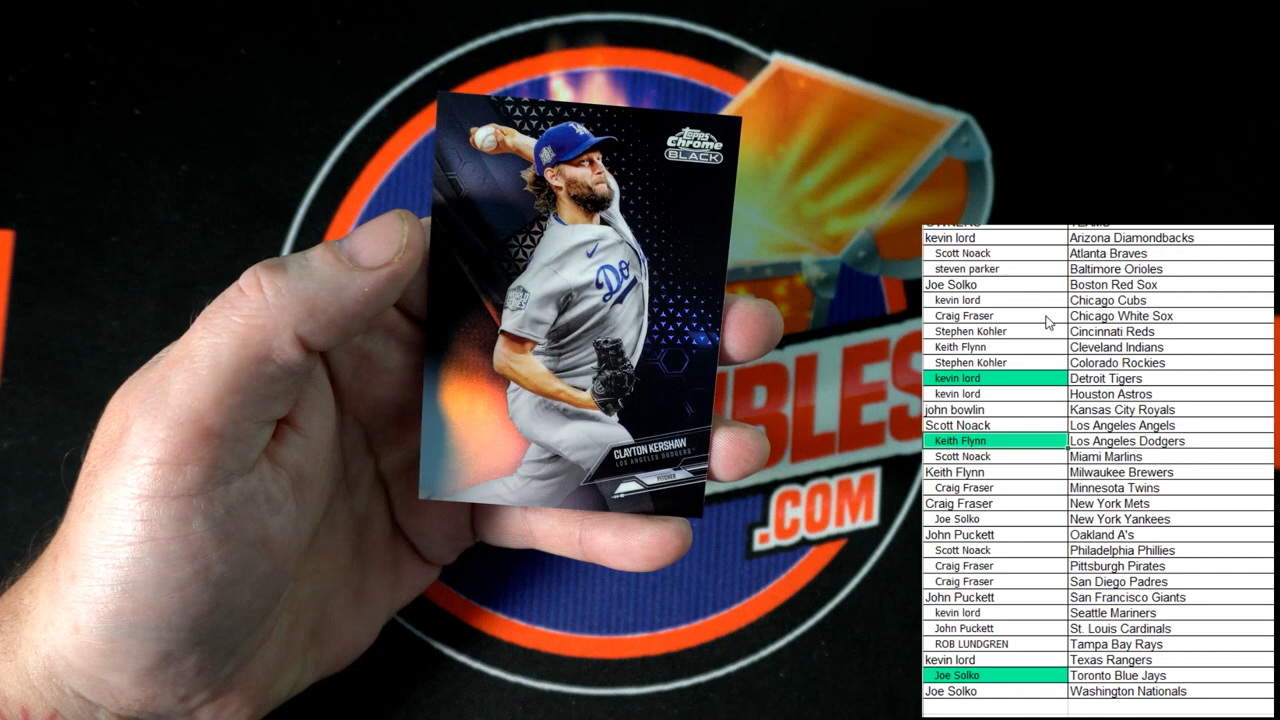 Topps
Chrome
BLACK
Do
CLAYTON KERSHAW
LOS ANGELES DODGERS
PITCHER
BLES
.COM
OWNERS TEAMS
kevin lord Arizona Diamondbacks
Scott Noack Atlanta Braves
steven parker Baltimore Orioles
Joe Solko Boston Red Sox
kevin lord Chicago Cubs
Craig Fraser Chicago White Sox
Stephen Kohler Cincinnati Reds
Keith Flynn Cleveland Indians
Stephen Kohler Colorado Rockies
kevin lord Detroit Tigers
kevin lord Houston Astros
john bowlin Kansas City Royals
Scott Noack Los Angeles Angels
Keith Flynn Los Angeles Dodgers
Scott Noack Miami Marlins
Keith Flynn Milwaukee Brewers
Craig Fraser Minnesota Twins
Craig Fraser New York Mets
Joe Solko New York Yankees
John Puckett Oakland A's
Scott Noack Philadelphia Phillies
Craig Fraser Pittsburgh Pirates
Craig Fraser San Diego Padres
John Puckett San Francisco Giants
kevin lord Seattle Mariners
John Puckett St. Louis Cardinals
ROB LUNDGREN Tampa Bay Rays
kevin lord Texas Rangers
Joe Solko Toronto Blue Jays
Joe Solko Washington Nationals